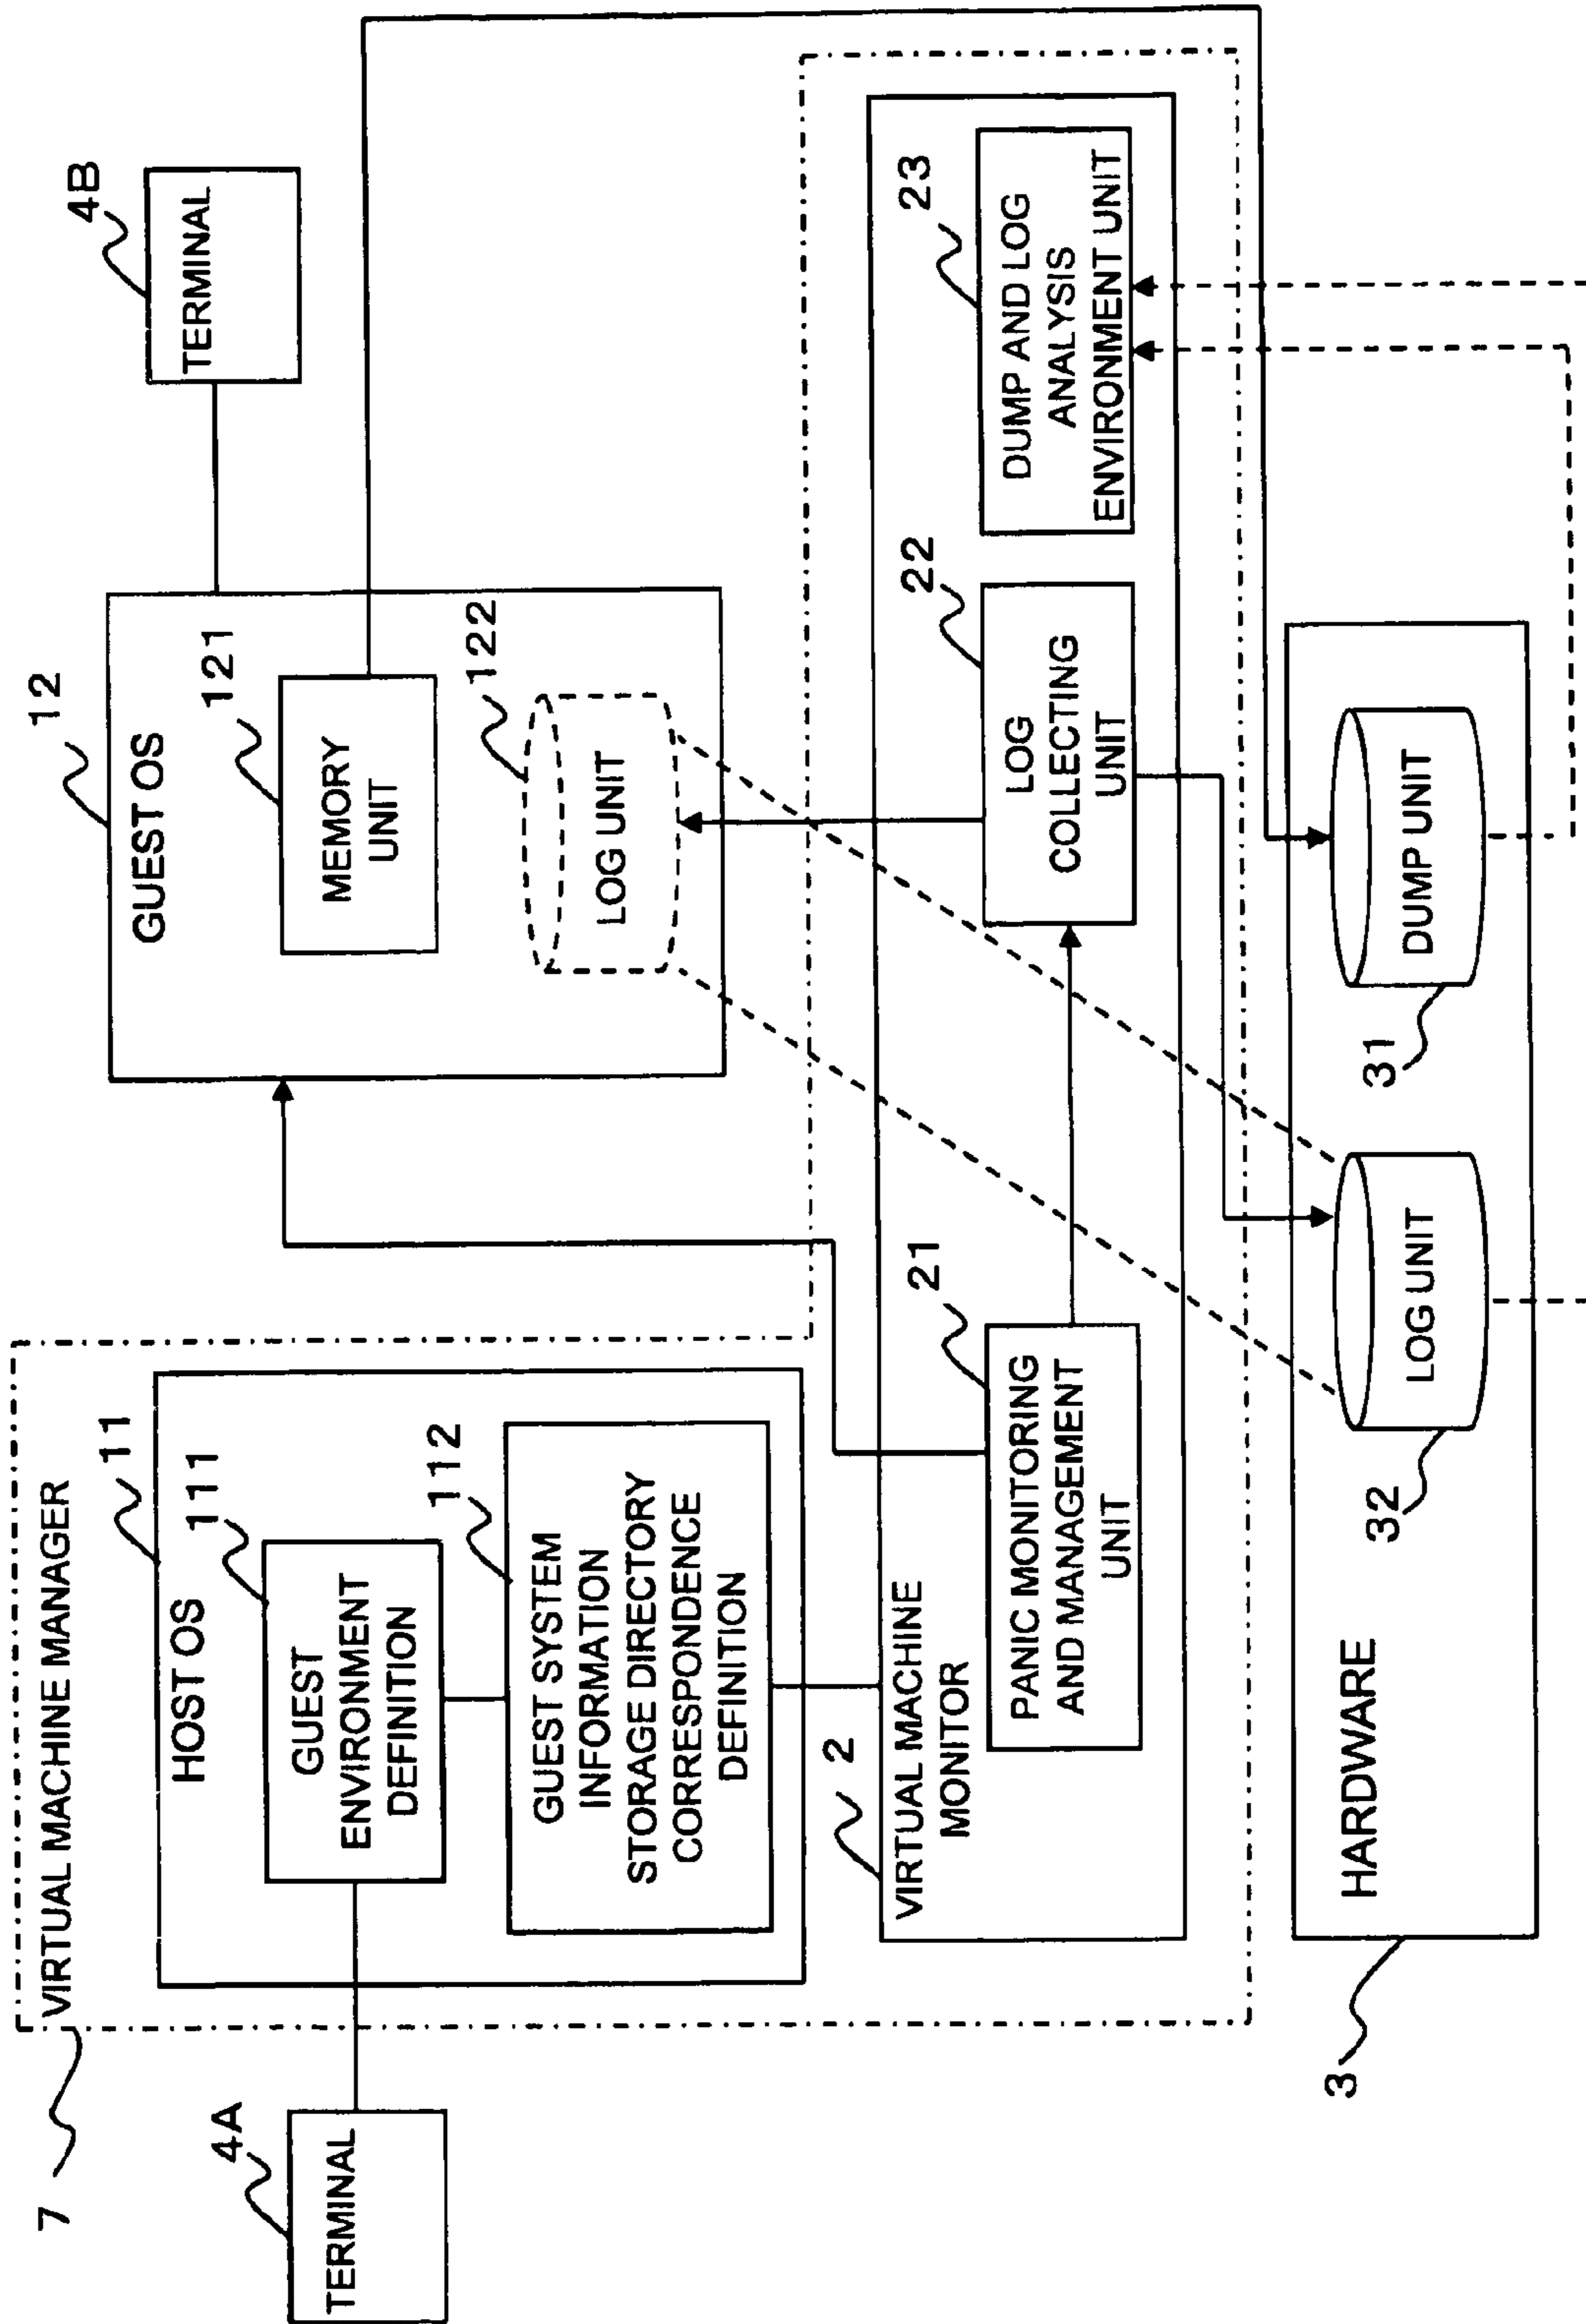 7
VIRTUAL MACHINE MANAGER
11
HOST OS
111
GUEST
ENVIRONMENT
DEFINITION
112
GUEST SYSTEM
INFORMATION
STORAGE DIRECTORY
CORRESPONDENCE
DEFINITION
4A
TERMINAL
12
GUEST OS
121
MEMORY
UNIT
122
LOG UNIT
4B
TERMINAL
2
VIRTUAL MACHINE
MONITOR
21
PANIC MONITORING
AND MANAGEMENT
UNIT
22
LOG
COLLECTING
UNIT
23
DUMP AND LOG
ANALYSIS
ENVIRONMENT UNIT
3
HARDWARE
32
LOG UNIT
31
DUMP UNIT